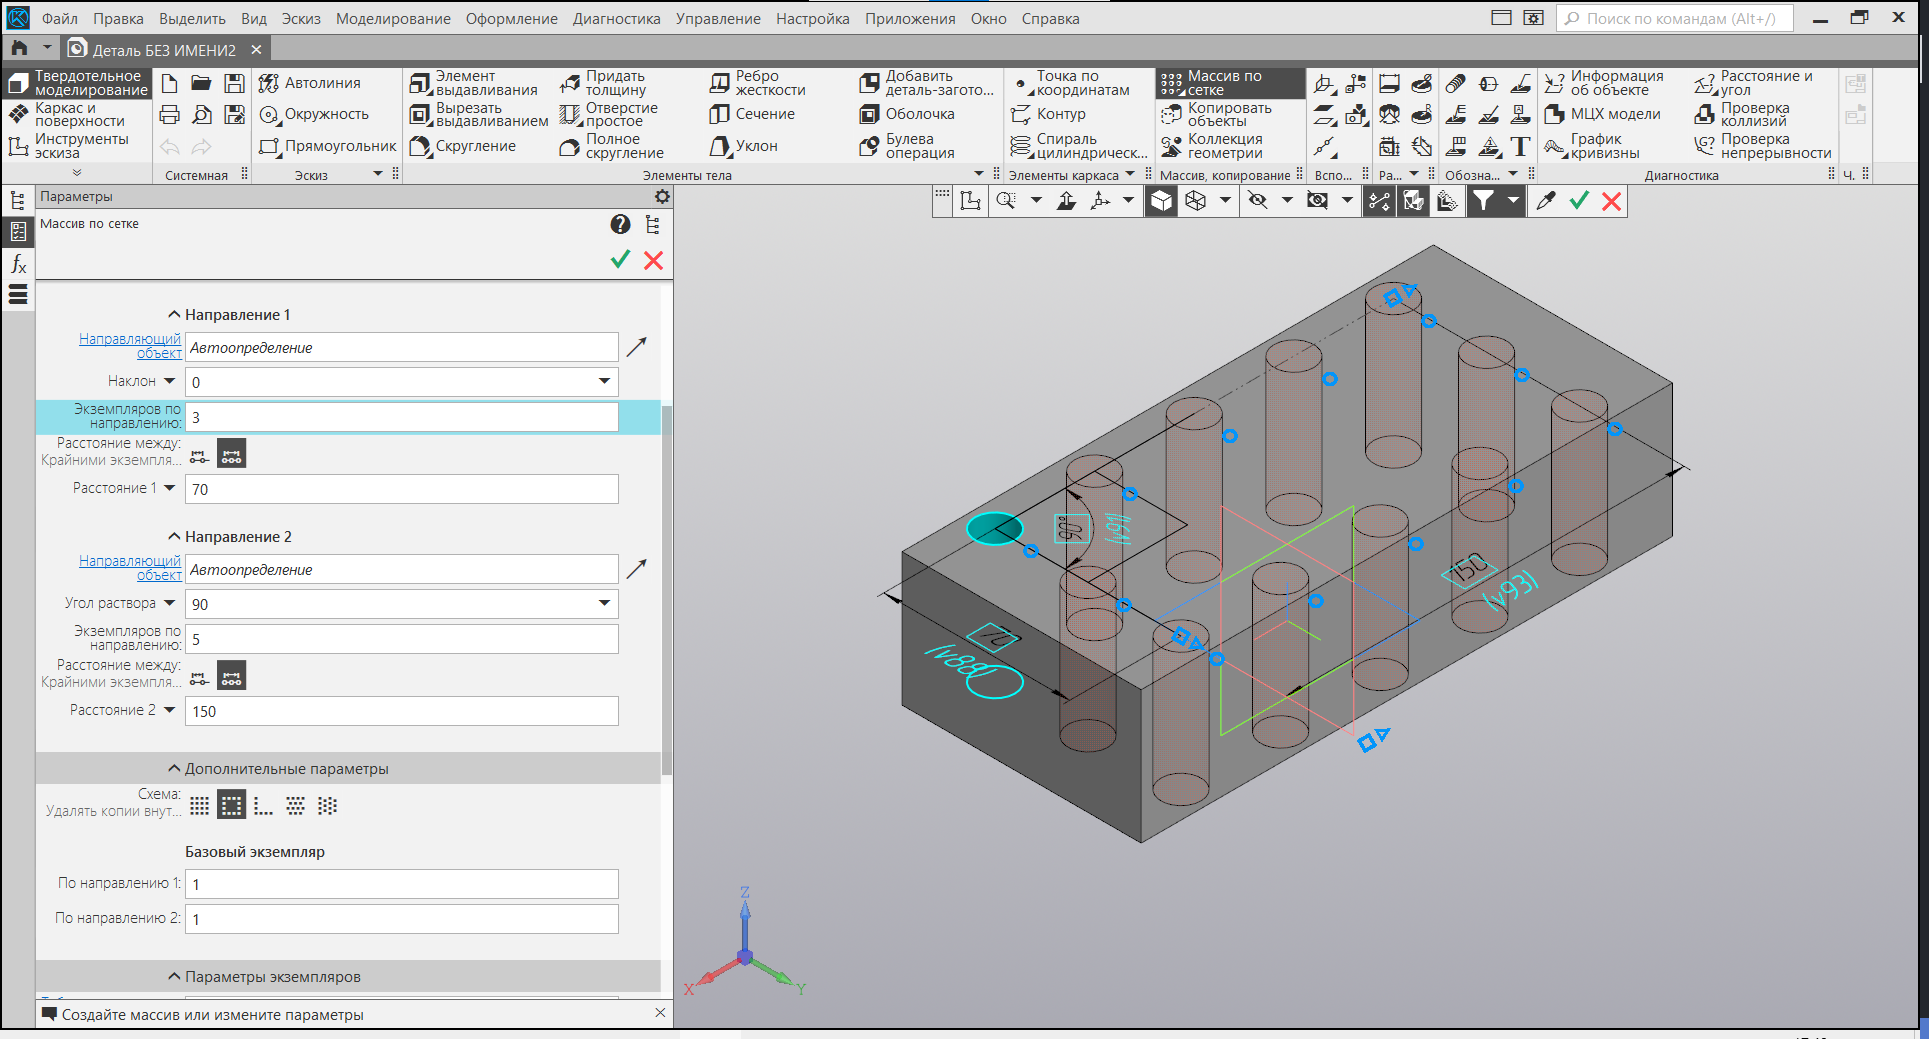 Файл Правка Выделить Вид Эскиз Моделирование Оформление Диагностика Управление Настройка Приложения Окно Справка
Поиск по командам (Alt+/)
Деталь БЕЗ ИМЕНИ2
Твердотельное
моделирование
Каркас и
поверхности
Инструменты
эскиза
Системная
Автолиния
Окружность
Прямоугольник
Эскиз
Элемент
выдавливания
Вырезать
выдавливанием
Скругление
Придать
толщину
Отверстие
простое
Полное
скругление
Ребро
жесткости
Сечение
Уклон
Добавить
деталь-загото...
Оболочка
Булева
операция
Элементы тела
Точка по
координатам
Контур
Спираль
цилиндрическ...
Элементы каркаса
Массив по
сетке
Копировать
объекты
Коллекция
геометрии
Массив, копирование
Вспо...
Ра...
Обозна...
Информация
об объекте
МЦХ модели
График
кривизны
Расстояние и
угол
Проверка
коллизий
Проверка
непрерывности
Диагностика
Ч.
Параметры
Массив по сетке
Направление 1
Направляющий
объект
Автоопределение
Наклон
0
Экземпляров по
направлению:
3
Расстояние между:
Крайними экземпля...
Расстояние 1
70
Направление 2
Направляющий
объект
Автоопределение
Угол раствора
90
Экземпляров по
направлению:
5
Расстояние между:
Крайними экземпля...
Расстояние 2
150
Дополнительные параметры
Схема:
Удалять копии внут...
Базовый экземпляр
По направлению 1:
1
По направлению 2:
1
Параметры экземпляров
Создайте массив или измените параметры
90°
(v91)
(v88)
150
(v93)
Z
X
Y